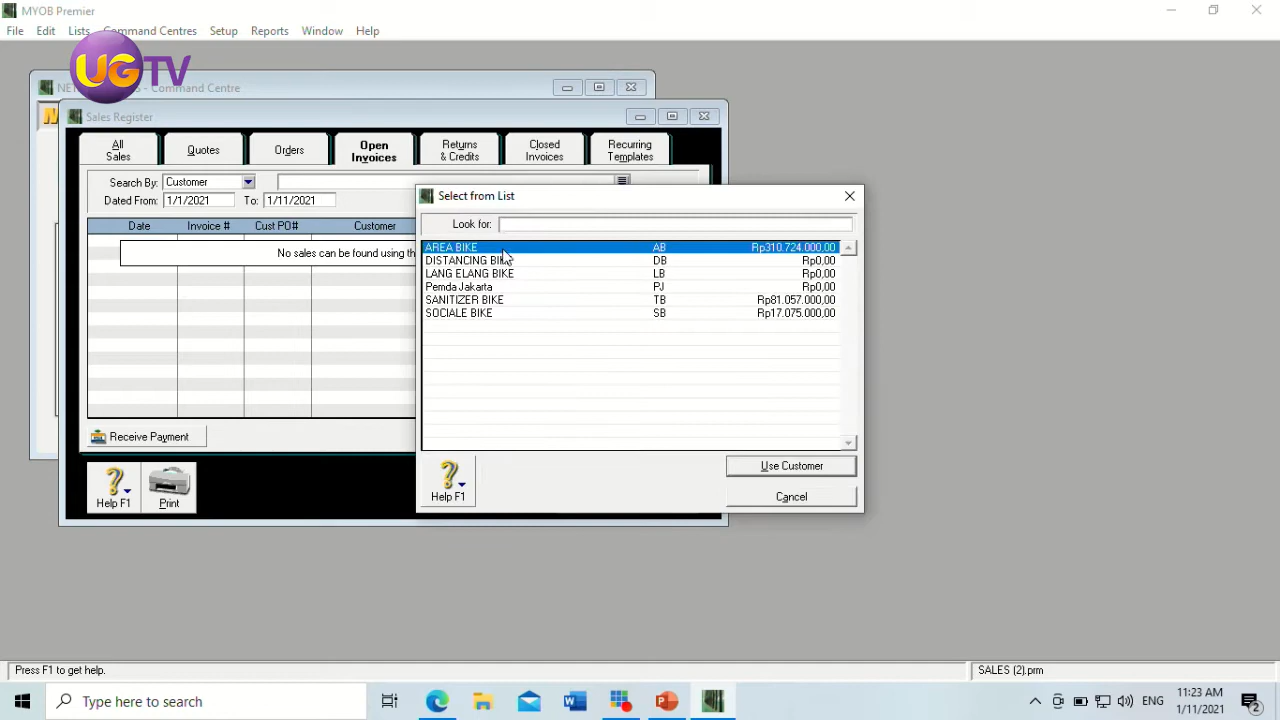 MYOB Premier
File Edit Lists Command Centres Setup Reports Window Help
UGTV
- Command Centre
Sales Register
All Sales
Quotes
Orders
Open Invoices
Returns & Credits
Closed Invoices
Recurring Templates
Search By: Customer
Dated From: 1/1/2021 To: 1/11/2021
Date Invoice # Cust PO# Customer
No sales can be found using th
Receive Payment
Help F1
Print
Select from List
Look for:
AREA BIKE AB Rp310.724.000,00
DISTANCING BIKE DB Rp0,00
LANG ELANG BIKE LB Rp0,00
Pemda Jakarta PJ Rp0,00
SANITIZER BIKE TB Rp81.057.000,00
SOCIALE BIKE SB Rp17.075.000,00
Help F1
Use Customer
Cancel
Press F1 to get help.
SALES (2).prm
Type here to search
ENG
11:23 AM
1/11/2021
2